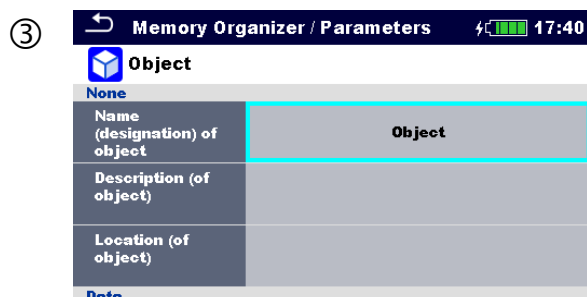 ③
Memory Organizer / Parameters 17:40
Object
None
Name
(designation) of
object
Object
Description (of
object)
Location (of
object)
Data